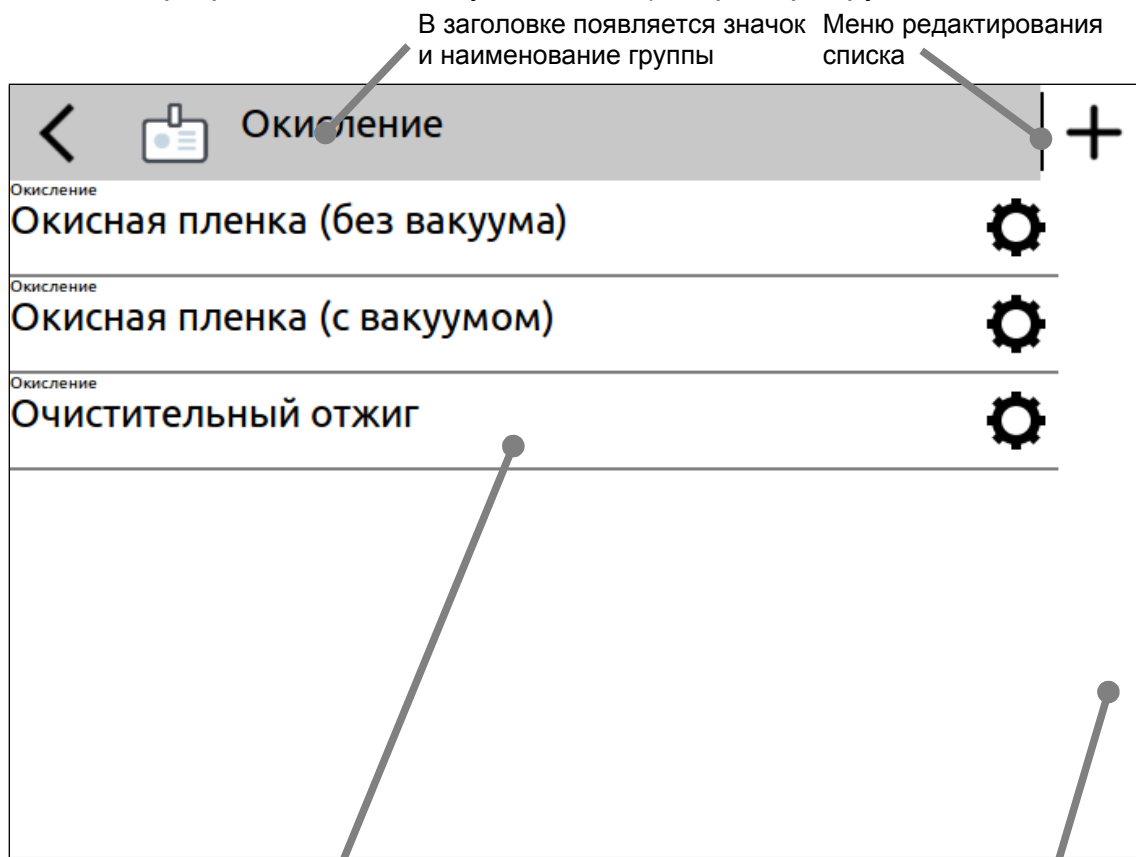 В заголовке появляется значок
и наименование группы
Меню редактирования
списка
Окисление
Окисление
Окисная пленка (без вакуума)
Окисление
Окисная пленка (с вакуумом)
Окисление
Очистительный отжиг